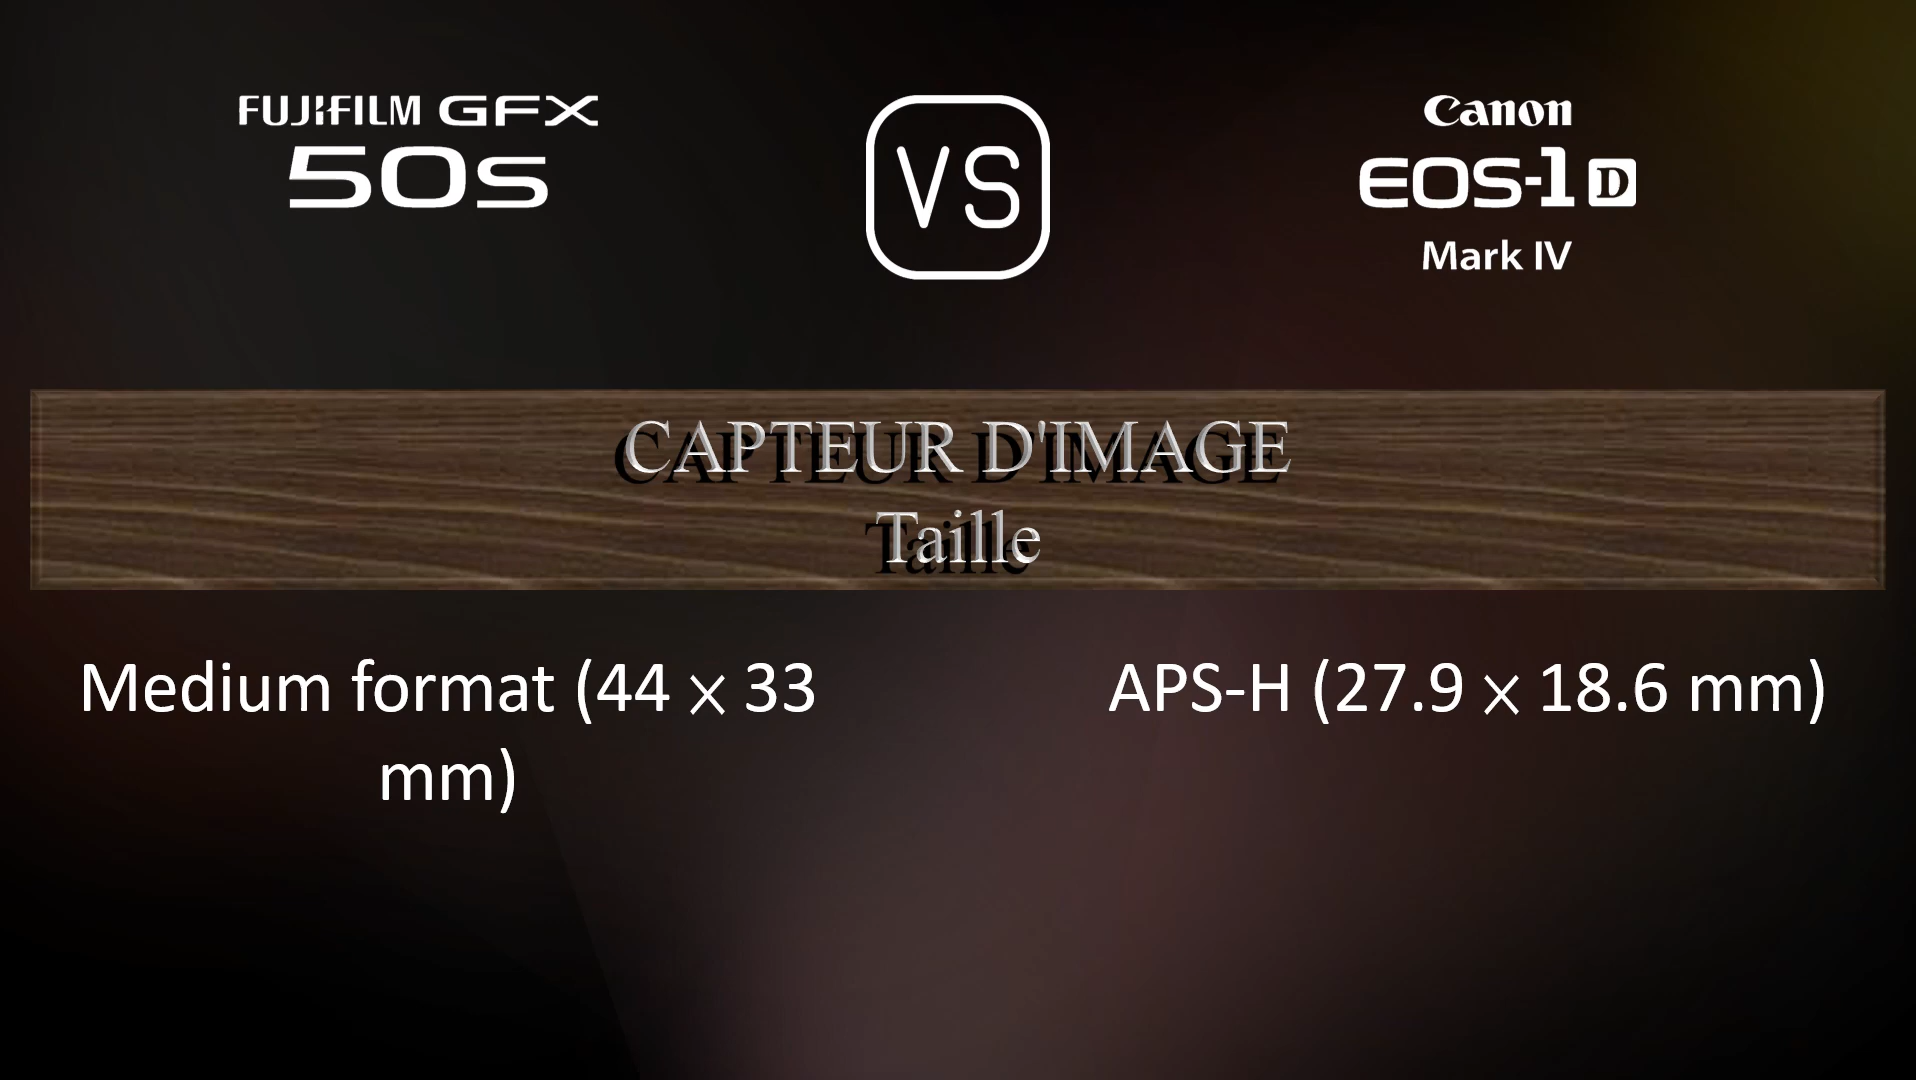 FUJIFILM GFX
50S
VS
Canon
EOS-1D
Mark IV
CAPTEUR D'IMAGE
Taille
Medium format (44 x 33
mm)
APS-H (27.9 x 18.6 mm)